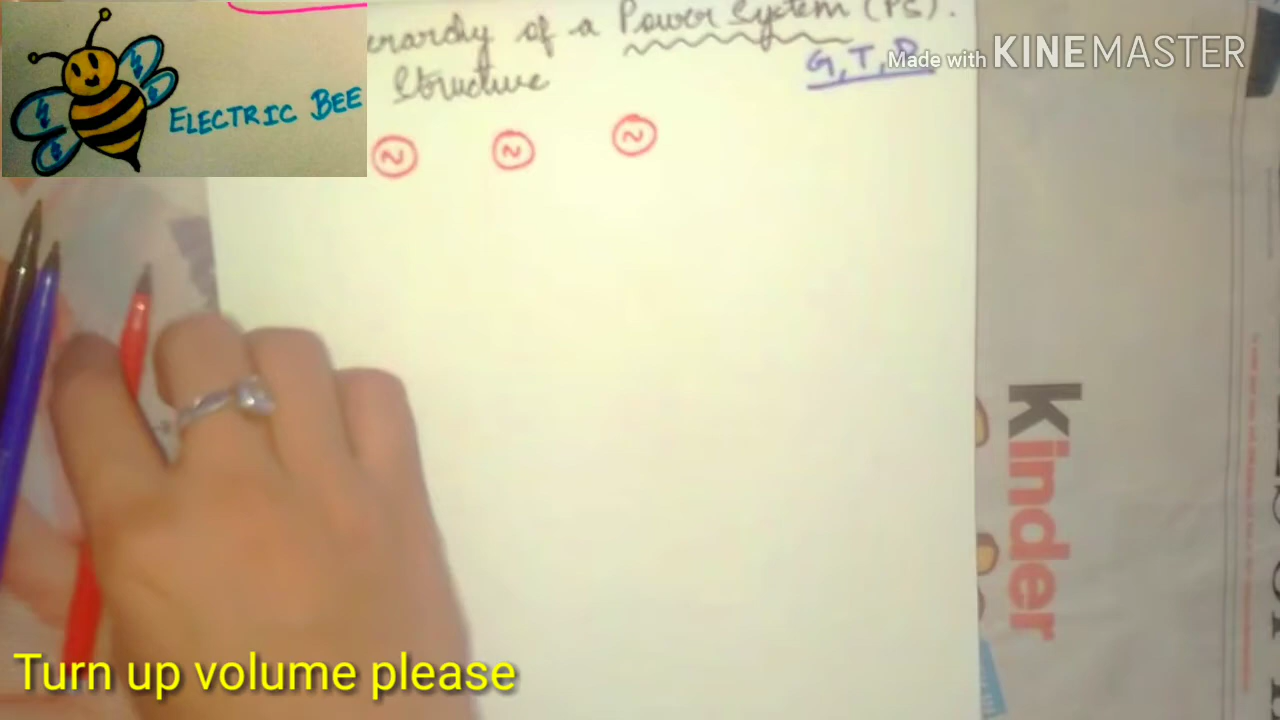 erarchy of a Power System (PS).
Structure
G, T, D
Made with KINEMASTER
ELECTRIC BEE
~ ~ ~
Kinder
Turn up volume please